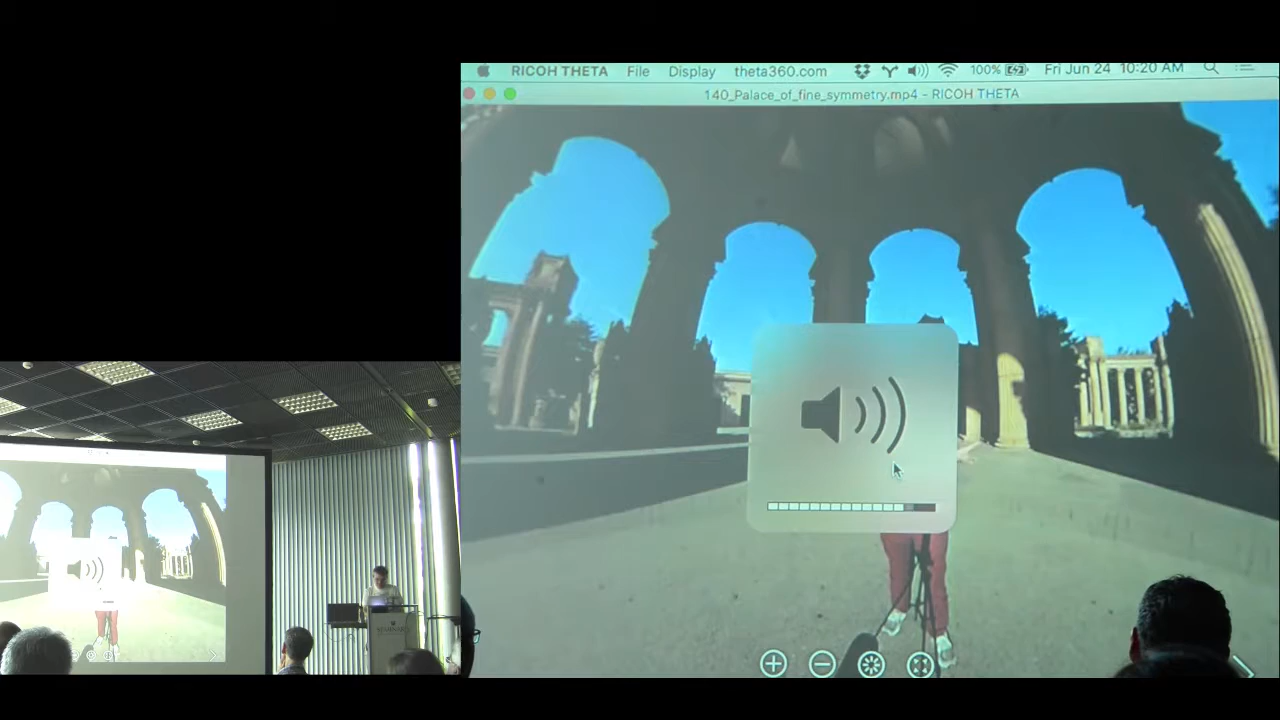 RICOH THETA File Display theta360.com 100% Fri Jun 24 10:20 AM
140_Palace_of_fine_symmetry.mp4 - RICOH THETA